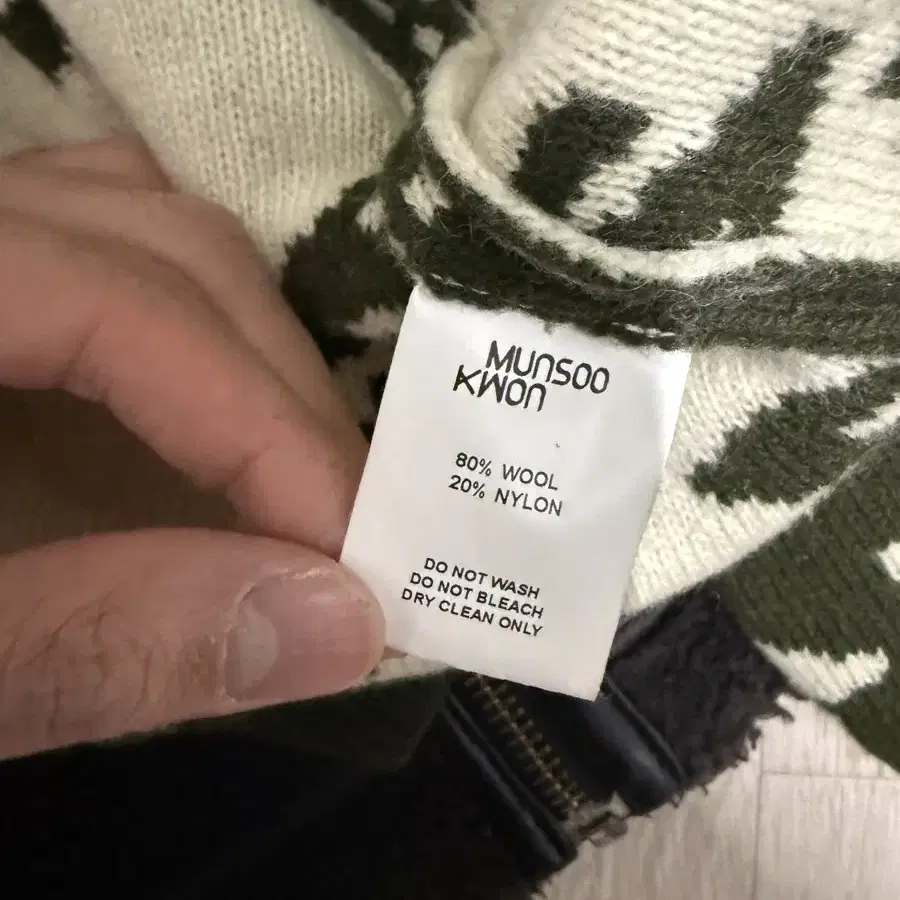 MUNSOO
KWON
80% WOOL
20% NYLON
DO NOT WASH
DO NOT BLEACH
DRY CLEAN ONLY